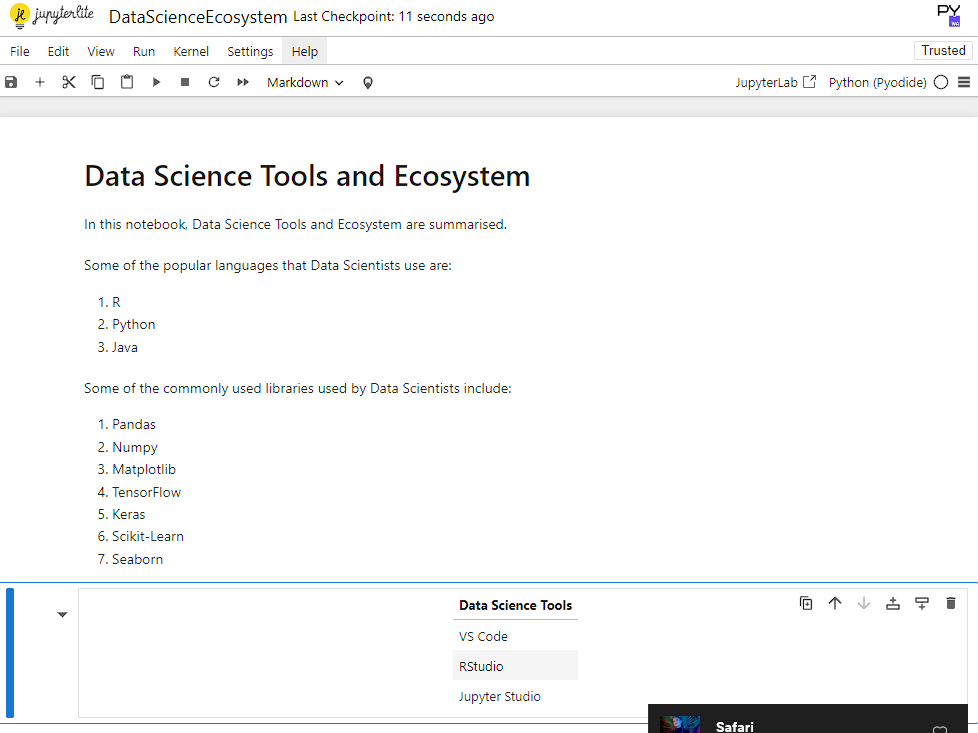 jupyterlite DataScienceEcosystem Last Checkpoint: 11 seconds ago
PY
WA
File Edit View Run Kernel Settings Help Trusted
Markdown JupyterLab Python (Pyodide)
Data Science Tools and Ecosystem
In this notebook, Data Science Tools and Ecosystem are summarised.
Some of the popular languages that Data Scientists use are:
1. R
2. Python
3. Java
Some of the commonly used libraries used by Data Scientists include:
1. Pandas
2. Numpy
3. Matplotlib
4. TensorFlow
5. Keras
6. Scikit-Learn
7. Seaborn
Data Science Tools
VS Code
RStudio
Jupyter Studio
Safari